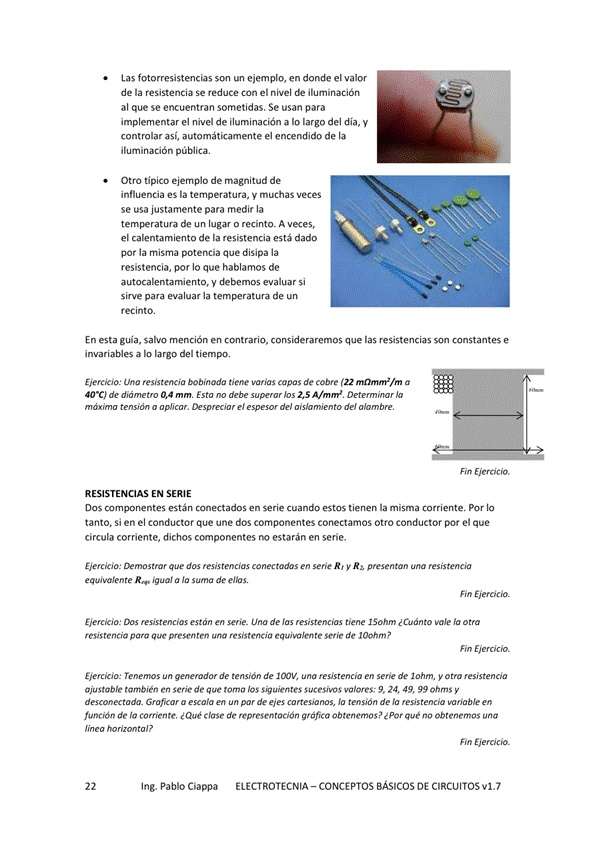 • Las fotorresistencias son un ejemplo, en donde el valor
de la resistencia se reduce con el nivel de iluminación
al que se encuentran sometidas. Se usan para
implementar el nivel de iluminación a lo largo del día, y
controlar así, automáticamente el encendido de la
iluminación pública.
• Otro típico ejemplo de magnitud de
influencia es la temperatura, y muchas veces
se usa justamente para medir la
temperatura de un lugar o recinto. A veces,
el calentamiento de la resistencia está dado
por la misma potencia que disipa la
resistencia, por lo que hablamos de
autocalentamiento, y debemos evaluar si
sirve para evaluar la temperatura de un
recinto.
En esta guía, salvo mención en contrario, consideraremos que las resistencias son constantes e
invariables a lo largo del tiempo.
Ejercicio: Una resistencia bobinada tiene varias capas de cobre (22 mΩmm²/m a
40°C) de diámetro 0,4 mm. Esta no debe superar los 2,5 A/mm². Determinar la
máxima tensión a aplicar. Despreciar el espesor del aislamiento del alambre.
60mm
40mm
60mm
Fin Ejercicio.
RESISTENCIAS EN SERIE
Dos componentes están conectados en serie cuando estos tienen la misma corriente. Por lo
tanto, si en el conductor que une dos componentes conectamos otro conductor por el que
circula corriente, dichos componentes no estarán en serie.
Ejercicio: Demostrar que dos resistencias conectadas en serie R1 y R2, presentan una resistencia
equivalente Reqs igual a la suma de ellas.
Fin Ejercicio.
Ejercicio: Dos resistencias están en serie. Una de las resistencias tiene 15ohm ¿Cuánto vale la otra
resistencia para que presenten una resistencia equivalente serie de 10ohm?
Fin Ejercicio.
Ejercicio: Tenemos un generador de tensión de 100V, una resistencia en serie de 1ohm, y otra resistencia
ajustable también en serie de que toma los siguientes sucesivos valores: 9, 24, 49, 99 ohms y
desconectada. Graficar a escala en un par de ejes cartesianos, la tensión de la resistencia variable en
función de la corriente. ¿Qué clase de representación gráfica obtenemos? ¿Por qué no obtenemos una
línea horizontal?
Fin Ejercicio.
22 Ing. Pablo Ciappa ELECTROTECNIA – CONCEPTOS BÁSICOS DE CIRCUITOS v1.7